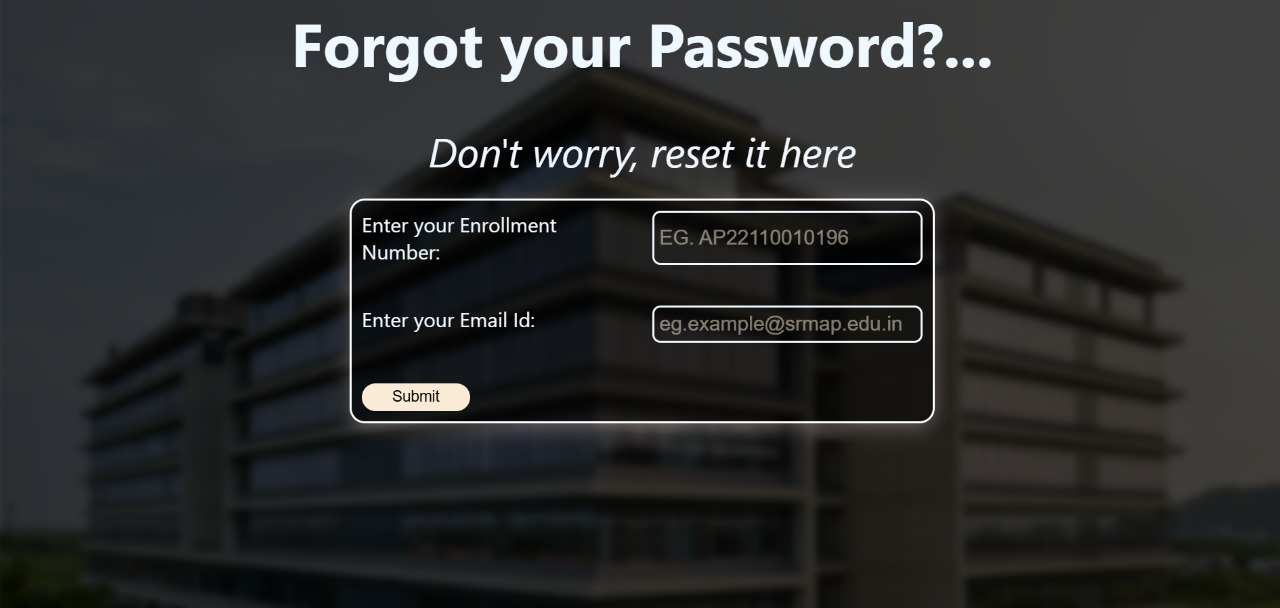 Forgot your Password?...
Don't worry, reset it here
Enter your Enrollment
Number:
EG. AP22110010196
Enter your Email Id:
eg.example@srmap.edu.in
Submit